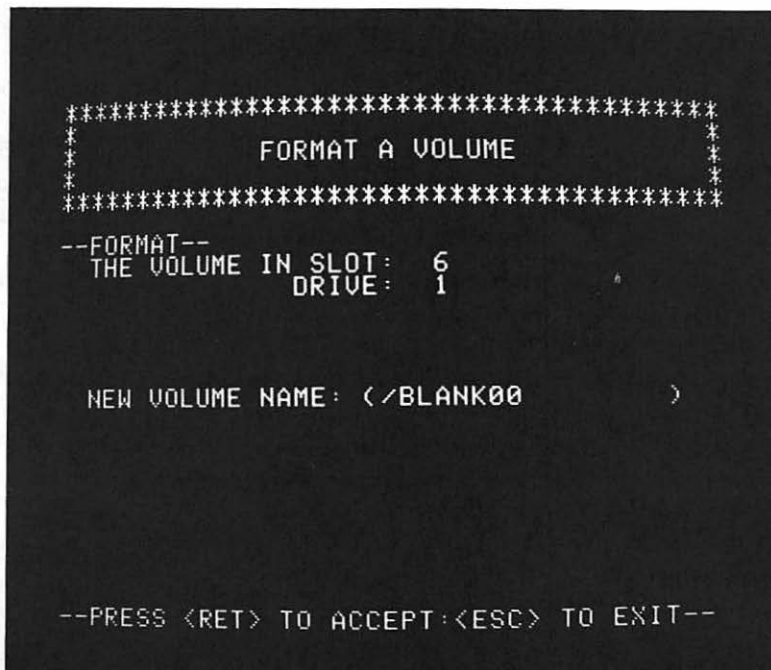 ****************************************
* FORMAT A VOLUME *
****************************************
--FORMAT--
THE VOLUME IN SLOT: 6
DRIVE: 1
NEW VOLUME NAME: (/BLANK00 )
--PRESS <RET> TO ACCEPT:<ESC> TO EXIT--